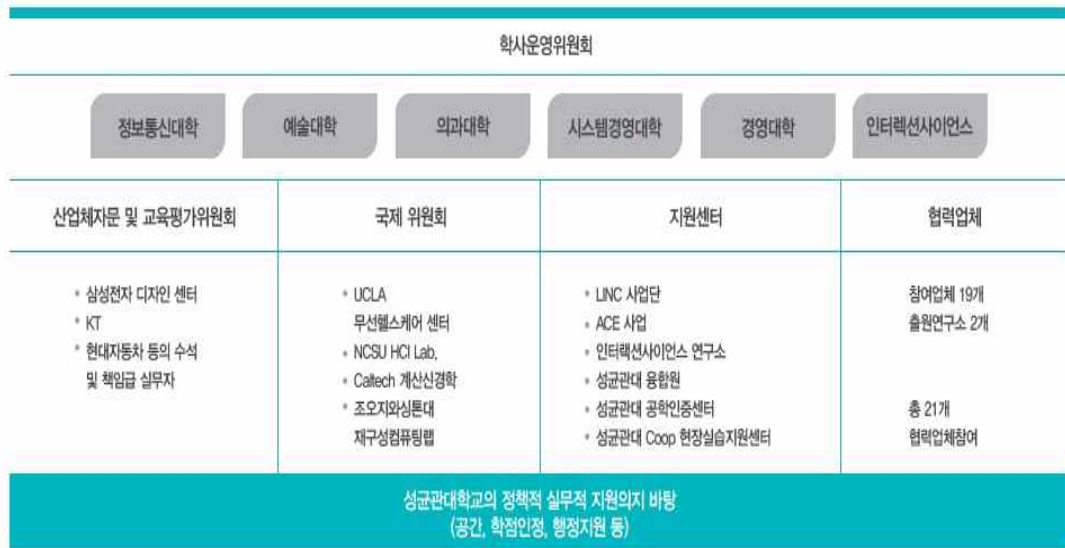 학사운영위원회
정보통신대학
예술대학
의과대학
시스템경영대학
경영대학
인터렉션사이언스
산업체자문 및 교육평가위원회
• 삼성전자 디자인 센터
• KT
• 현대자동차 등의 수석
및 책임급 실무자
국제 위원회
• UCLA
무선헬스케어 센터
• NCSU HCI Lab,
• Caltech 계산신경학
• 조오지와싱톤대
재구성컴퓨팅랩
지원센터
• LINC 사업단
• ACE 사업
• 인터랙션사이언스 연구소
• 성균관대 융합원
• 성균관대 공학인증센터
• 성균관대 Coop 현장실습지원센터
협력업체
참여업체 19개
출원연구소 2개
총 21개
협력업체참여
성균관대학교의 정책적 실무적 지원의지 바탕
(공간, 학점인정, 행정지원 등)